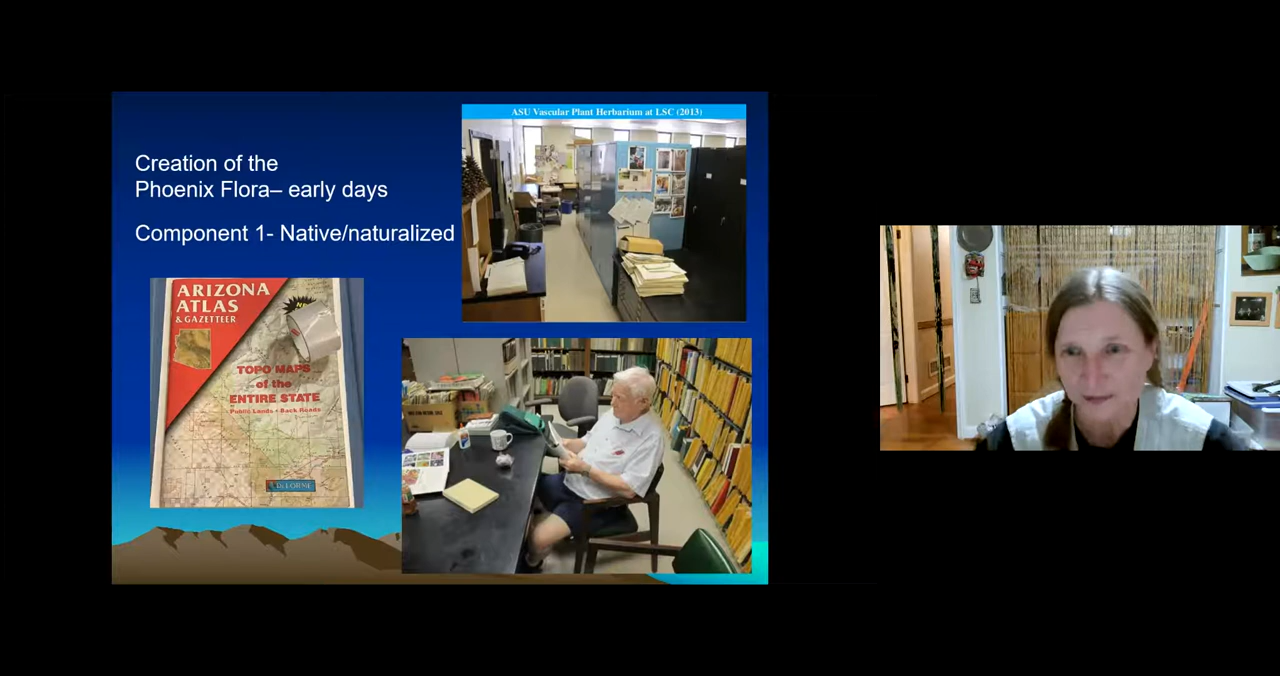 Creation of the
Phoenix Flora– early days
Component 1- Native/naturalized
ASU Vascular Plant Herbarium at LSC (2013)
ARIZONA
ATLAS
& GAZETTEER
TOPO MAPS
of the
ENTIRE STATE
Public Lands • Back Roads
DELORME